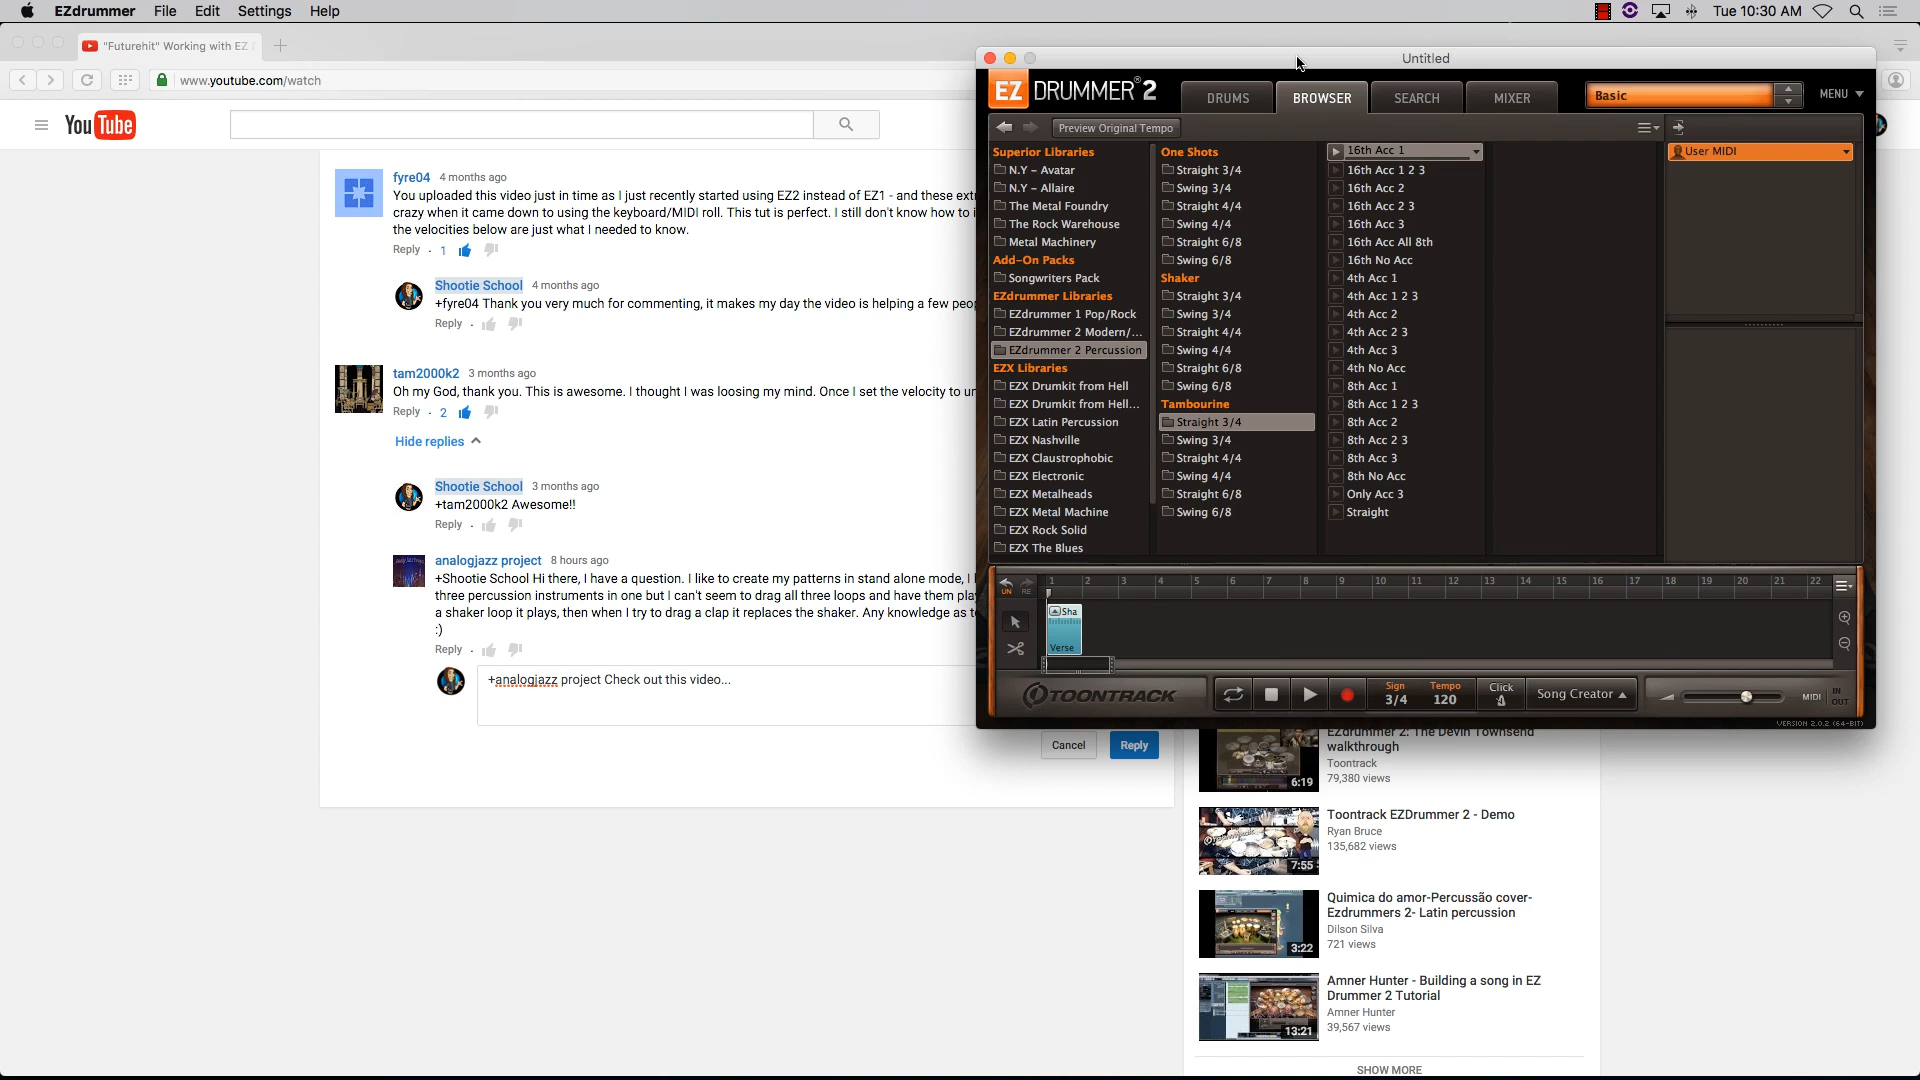 EZdrummer File Edit Settings Help
Tue 10:30 AM
"Futurehit" Working with EZ
www.youtube.com/watch
YouTube
fyre04 4 months ago
You uploaded this video just in time as I just recently started using EZ2 instead of EZ1 - and these ext
crazy when it came down to using the keyboard/MIDI roll. This tut is perfect. I still don't know how to i
the velocities below are just what I needed to know.
Reply 1
Shootie School 4 months ago
+fyre04 Thank you very much for commenting, it makes my day the video is helping a few peop
Reply
tam2000k2 3 months ago
Oh my God, thank you. This is awesome. I thought I was loosing my mind. Once I set the velocity to un
Reply 2
Hide replies
Shootie School 3 months ago
+tam2000k2 Awesome!!
Reply
analogjazz project 8 hours ago
+Shootie School Hi there, I have a question. I like to create my patterns in stand alone mode, I
three percussion instruments in one but I can't seem to drag all three loops and have them play
a shaker loop it plays, then when I try to drag a clap it replaces the shaker. Any knowledge as to
:)
Reply
+analogjazz project Check out this video...
Cancel Reply
Untitled
EZ DRUMMER® 2
DRUMS BROWSER SEARCH MIXER
Basic
MENU
Preview Original Tempo
Superior Libraries
N.Y - Avatar
N.Y - Allaire
The Metal Foundry
The Rock Warehouse
Metal Machinery
Add-On Packs
Songwriters Pack
EZdrummer Libraries
EZdrummer 1 Pop/Rock
EZdrummer 2 Modern/...
EZdrummer 2 Percussion
EZX Libraries
EZX Drumkit from Hell
EZX Drumkit from Hell...
EZX Latin Percussion
EZX Nashville
EZX Claustrophobic
EZX Electronic
EZX Metalheads
EZX Metal Machine
EZX Rock Solid
EZX The Blues
One Shots
Straight 3/4
Swing 3/4
Straight 4/4
Swing 4/4
Straight 6/8
Swing 6/8
Shaker
Straight 3/4
Swing 3/4
Straight 4/4
Swing 4/4
Straight 6/8
Swing 6/8
Tambourine
Straight 3/4
Swing 3/4
Straight 4/4
Swing 4/4
Straight 6/8
Swing 6/8
16th Acc 1
16th Acc 1 2 3
16th Acc 2
16th Acc 2 3
16th Acc 3
16th Acc All 8th
16th No Acc
4th Acc 1
4th Acc 1 2 3
4th Acc 2
4th Acc 2 3
4th Acc 3
4th No Acc
8th Acc 1
8th Acc 1 2 3
8th Acc 2
8th Acc 2 3
8th Acc 3
8th No Acc
Only Acc 3
Straight
User MIDI
UN RE
1 2 3 4 5 6 7 8 9 10 11 12 13 14 15 16 17 18 19 20 21 22
Sha
Verse
TOONTRACK
Sign 3/4
Tempo 120
Click
Song Creator
MIDI IN OUT
VERSION 2.0.2 (64-BIT)
EZdrummer 2: The Devin Townsend
walkthrough
Toontrack
79,380 views
6:19
Toontrack EZDrummer 2 - Demo
Ryan Bruce
135,682 views
7:55
Quimica do amor-Percussão cover-
Ezdrummers 2- Latin percussion
Dilson Silva
721 views
3:22
Amner Hunter - Building a song in EZ
Drummer 2 Tutorial
Amner Hunter
39,567 views
13:21
SHOW MORE